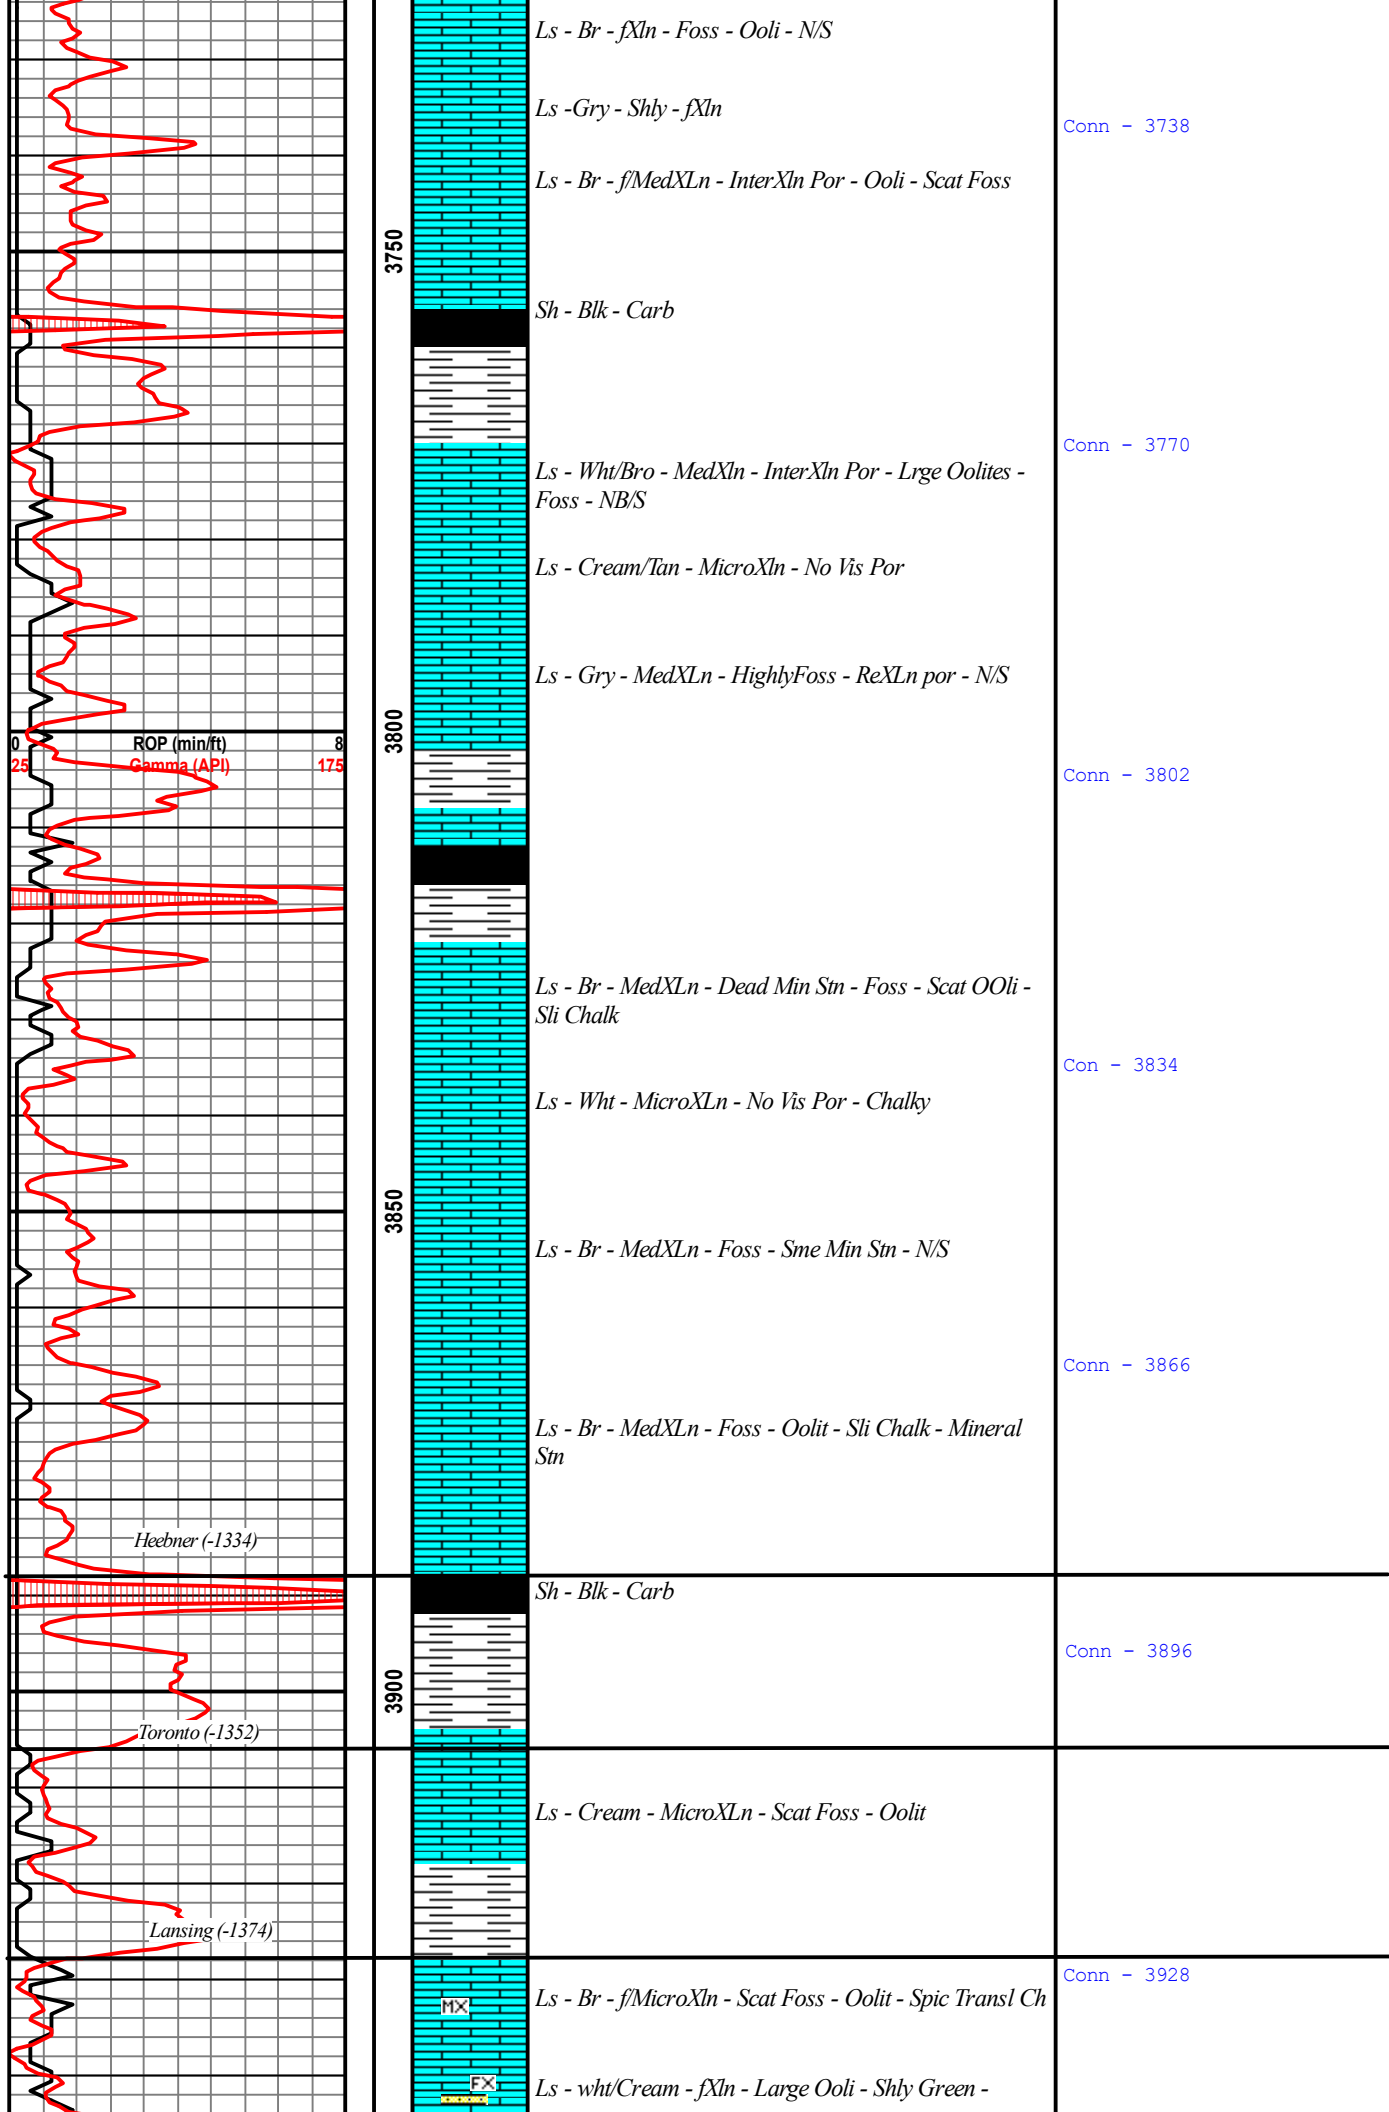 Ls - Br - fXln - Foss - Ooli - N/S
Ls -Gry - Shly - fXln
Conn - 3738
Ls - Br - f/MedXLn - InterXln Por - Ooli - Scat Foss
3750
Sh - Blk - Carb
Conn - 3770
Ls - Wht/Bro - MedXln - InterXln Por - Lrge Oolites -
Foss - NB/S
Ls - Cream/Tan - MicroXln - No Vis Por
Ls - Gry - MedXLn - HighlyFoss - ReXLn por - N/S
3800
0 ROP (min/ft) 8
25 Gamma (API) 175
Conn - 3802
Ls - Br - MedXLn - Dead Min Stn - Foss - Scat OOli -
Sli Chalk
Con - 3834
Ls - Wht - MicroXLn - No Vis Por - Chalky
3850
Ls - Br - MedXLn - Foss - Sme Min Stn - N/S
Conn - 3866
Ls - Br - MedXLn - Foss - Oolit - Sli Chalk - Mineral
Stn
Heebner (-1334)
Sh - Blk - Carb
Conn - 3896
3900
Toronto (-1352)
Ls - Cream - MicroXLn - Scat Foss - Oolit
Lansing (-1374)
Conn - 3928
Ls - Br - f/MicroXln - Scat Foss - Oolit - Spic Transl Ch
MX
FX
Ls - wht/Cream - fXln - Large Ooli - Shly Green -